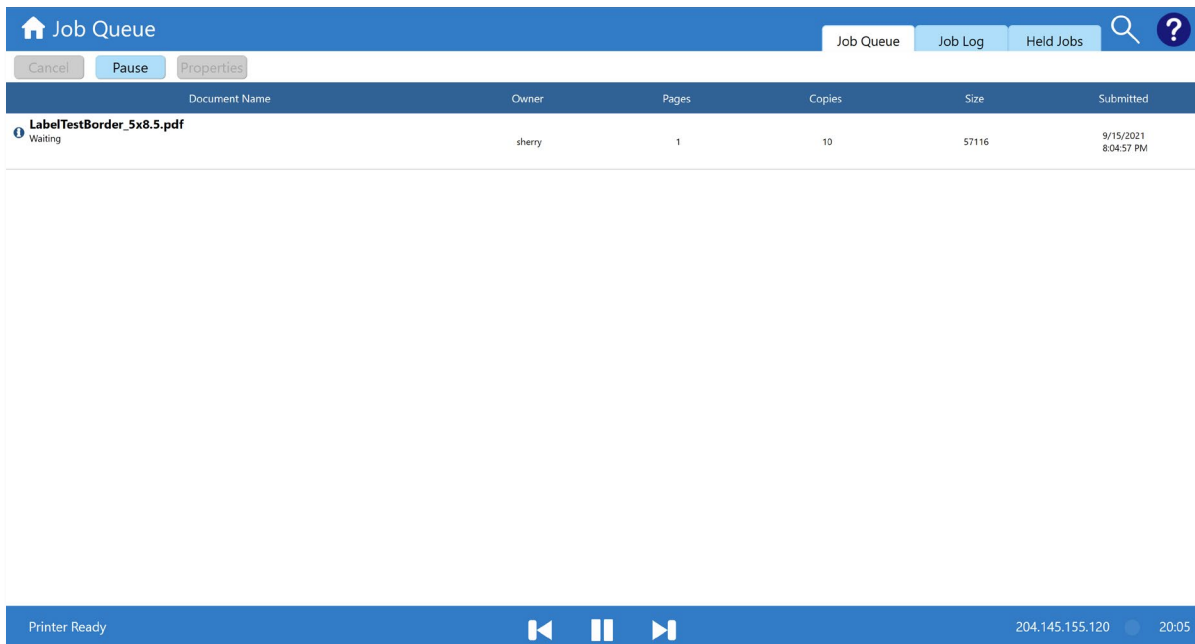 Job Queue
Job Queue Job Log Held Jobs ?
Cancel Pause Properties
Document Name Owner Pages Copies Size Submitted
LabelTestBorder_5x8.5.pdf
Waiting sherry 1 10 57116 9/15/2021
8:04:57 PM
Printer Ready 204.145.155.120 20:05